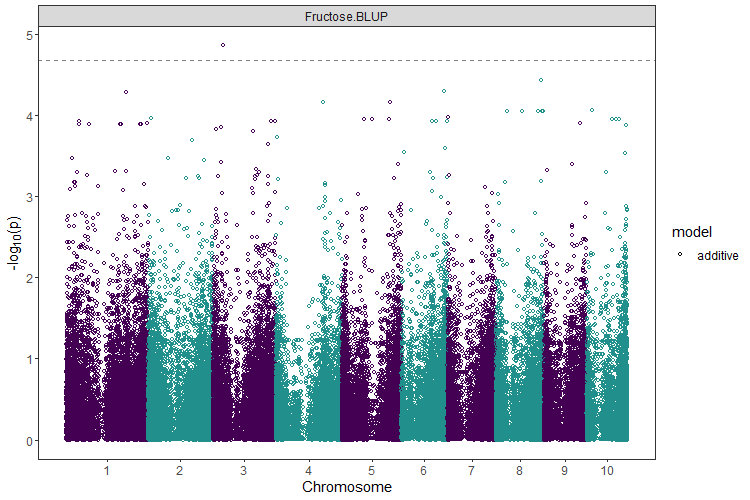 Fructose.BLUP
5
4
3
2
1
0
-log10(p)
1 2 3 4 5 6 7 8 9 10
Chromosome
model
additive